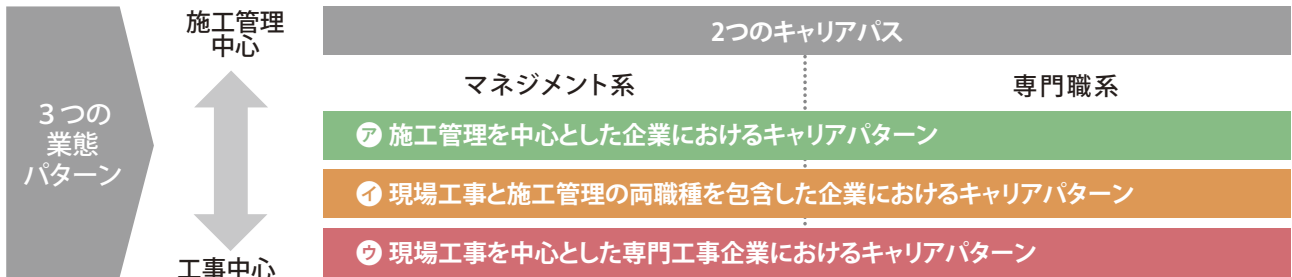 3つの
業態
パターン
施工管理
中心
工事中心
2つのキャリアパス
マネジメント系
専門職系
ア 施工管理を中心とした企業におけるキャリアパターン
イ 現場工事と施工管理の両職種を包含した企業におけるキャリアパターン
ウ 現場工事を中心とした専門工事企業におけるキャリアパターン